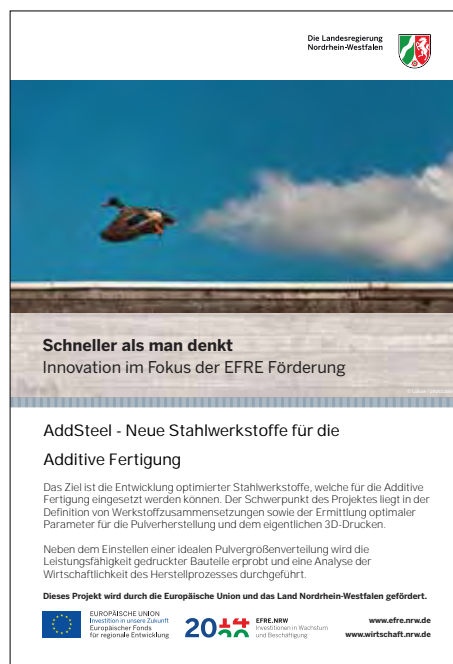 Die Landesregierung
Nordrhein-Westfalen
Schneller als man denkt
Innovation im Fokus der EFRE Förderung
AddSteel - Neue Stahlwerkstoffe für die
Additive Fertigung
Das Ziel ist die Entwicklung optimierter Stahlwerkstoffe, welche für die Additive
Fertigung eingesetzt werden können. Der Schwerpunkt des Projektes liegt in der
Definition von Werkstoffzusammensetzungen sowie der Ermittlung optimaler
Parameter für die Pulverherstellung und dem eigentlichen 3D-Drucken.
Neben dem Einstellen einer idealen Pulvergrößenverteilung wird die
Leistungsfähigkeit gedruckter Bauteile erprobt und eine Analyse der
Wirtschaftlichkeit des Herstellprozesses durchgeführt.
Dieses Projekt wird durch die Europäische Union und das Land Nordrhein-Westfalen gefördert.
EUROPÄISCHE UNION
Investition in unsere Zukunft
Europäischer Fonds
für regionale Entwicklung
EFRE.NRW
Investitionen in Wachstum
und Beschäftigung
www.efre.nrw.de
www.wirtschaft.nrw.de